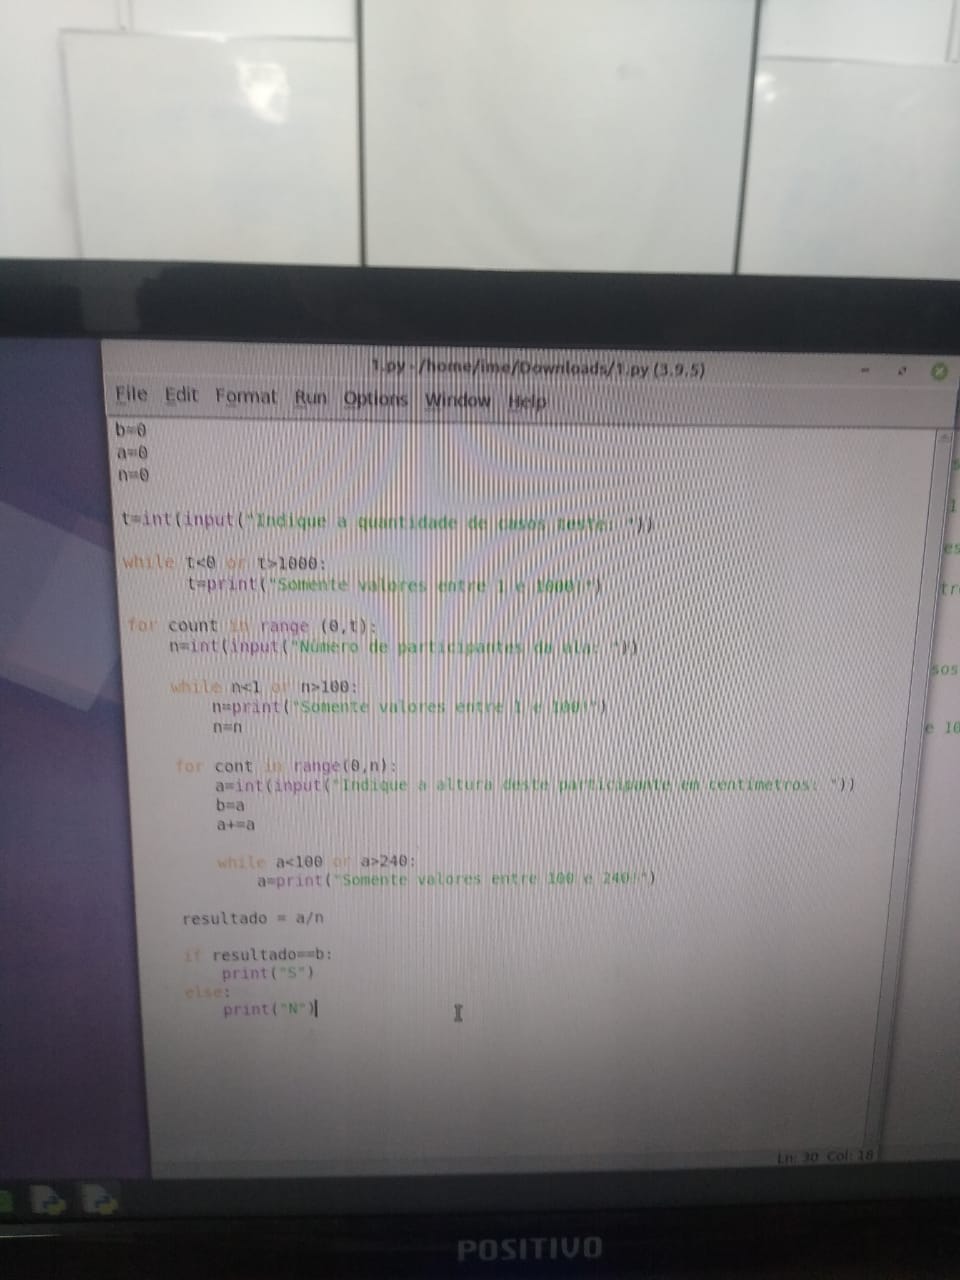 1.py - /home/ime/Downloads/1.py (3.9.5)
File Edit Format Run Options Window Help
b=0
a=0
n=0
t=int(input("Indique a quantidade de casos teste: "))
while t<0 or t>1000:
t=print("Somente valores entre 1 e 1000!")
for count in range (0,t):
n=int(input("Número de participantes da ala: "))
while n<1 or n>100:
n=print("Somente valores entre 1 e 100!")
n=n
for cont in range(0,n):
a=int(input("Indique a altura deste participante em centímetros: "))
b=a
a+=a
while a<100 or a>240:
a=print("Somente valores entre 100 e 240!")
resultado = a/n
if resultado==b:
print("S")
else:
print("N")
Ln: 30 Col: 18
POSITIVO